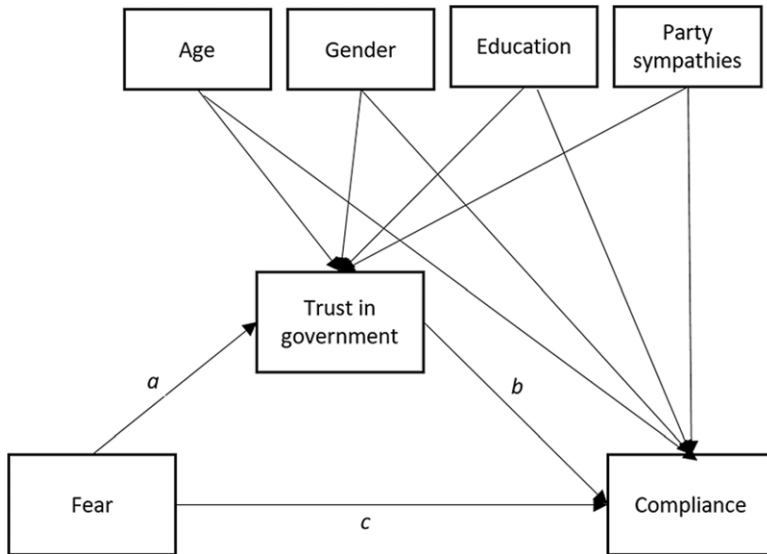 Age
Gender
Education
Party
sympathies
Trust in
government
a
b
Fear
c
Compliance